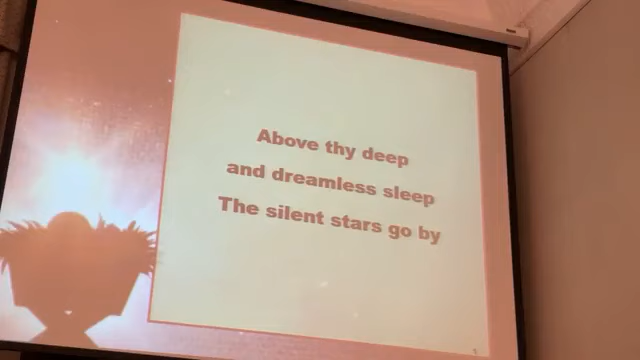 Above thy deep
and dreamless sleep
The silent stars go by